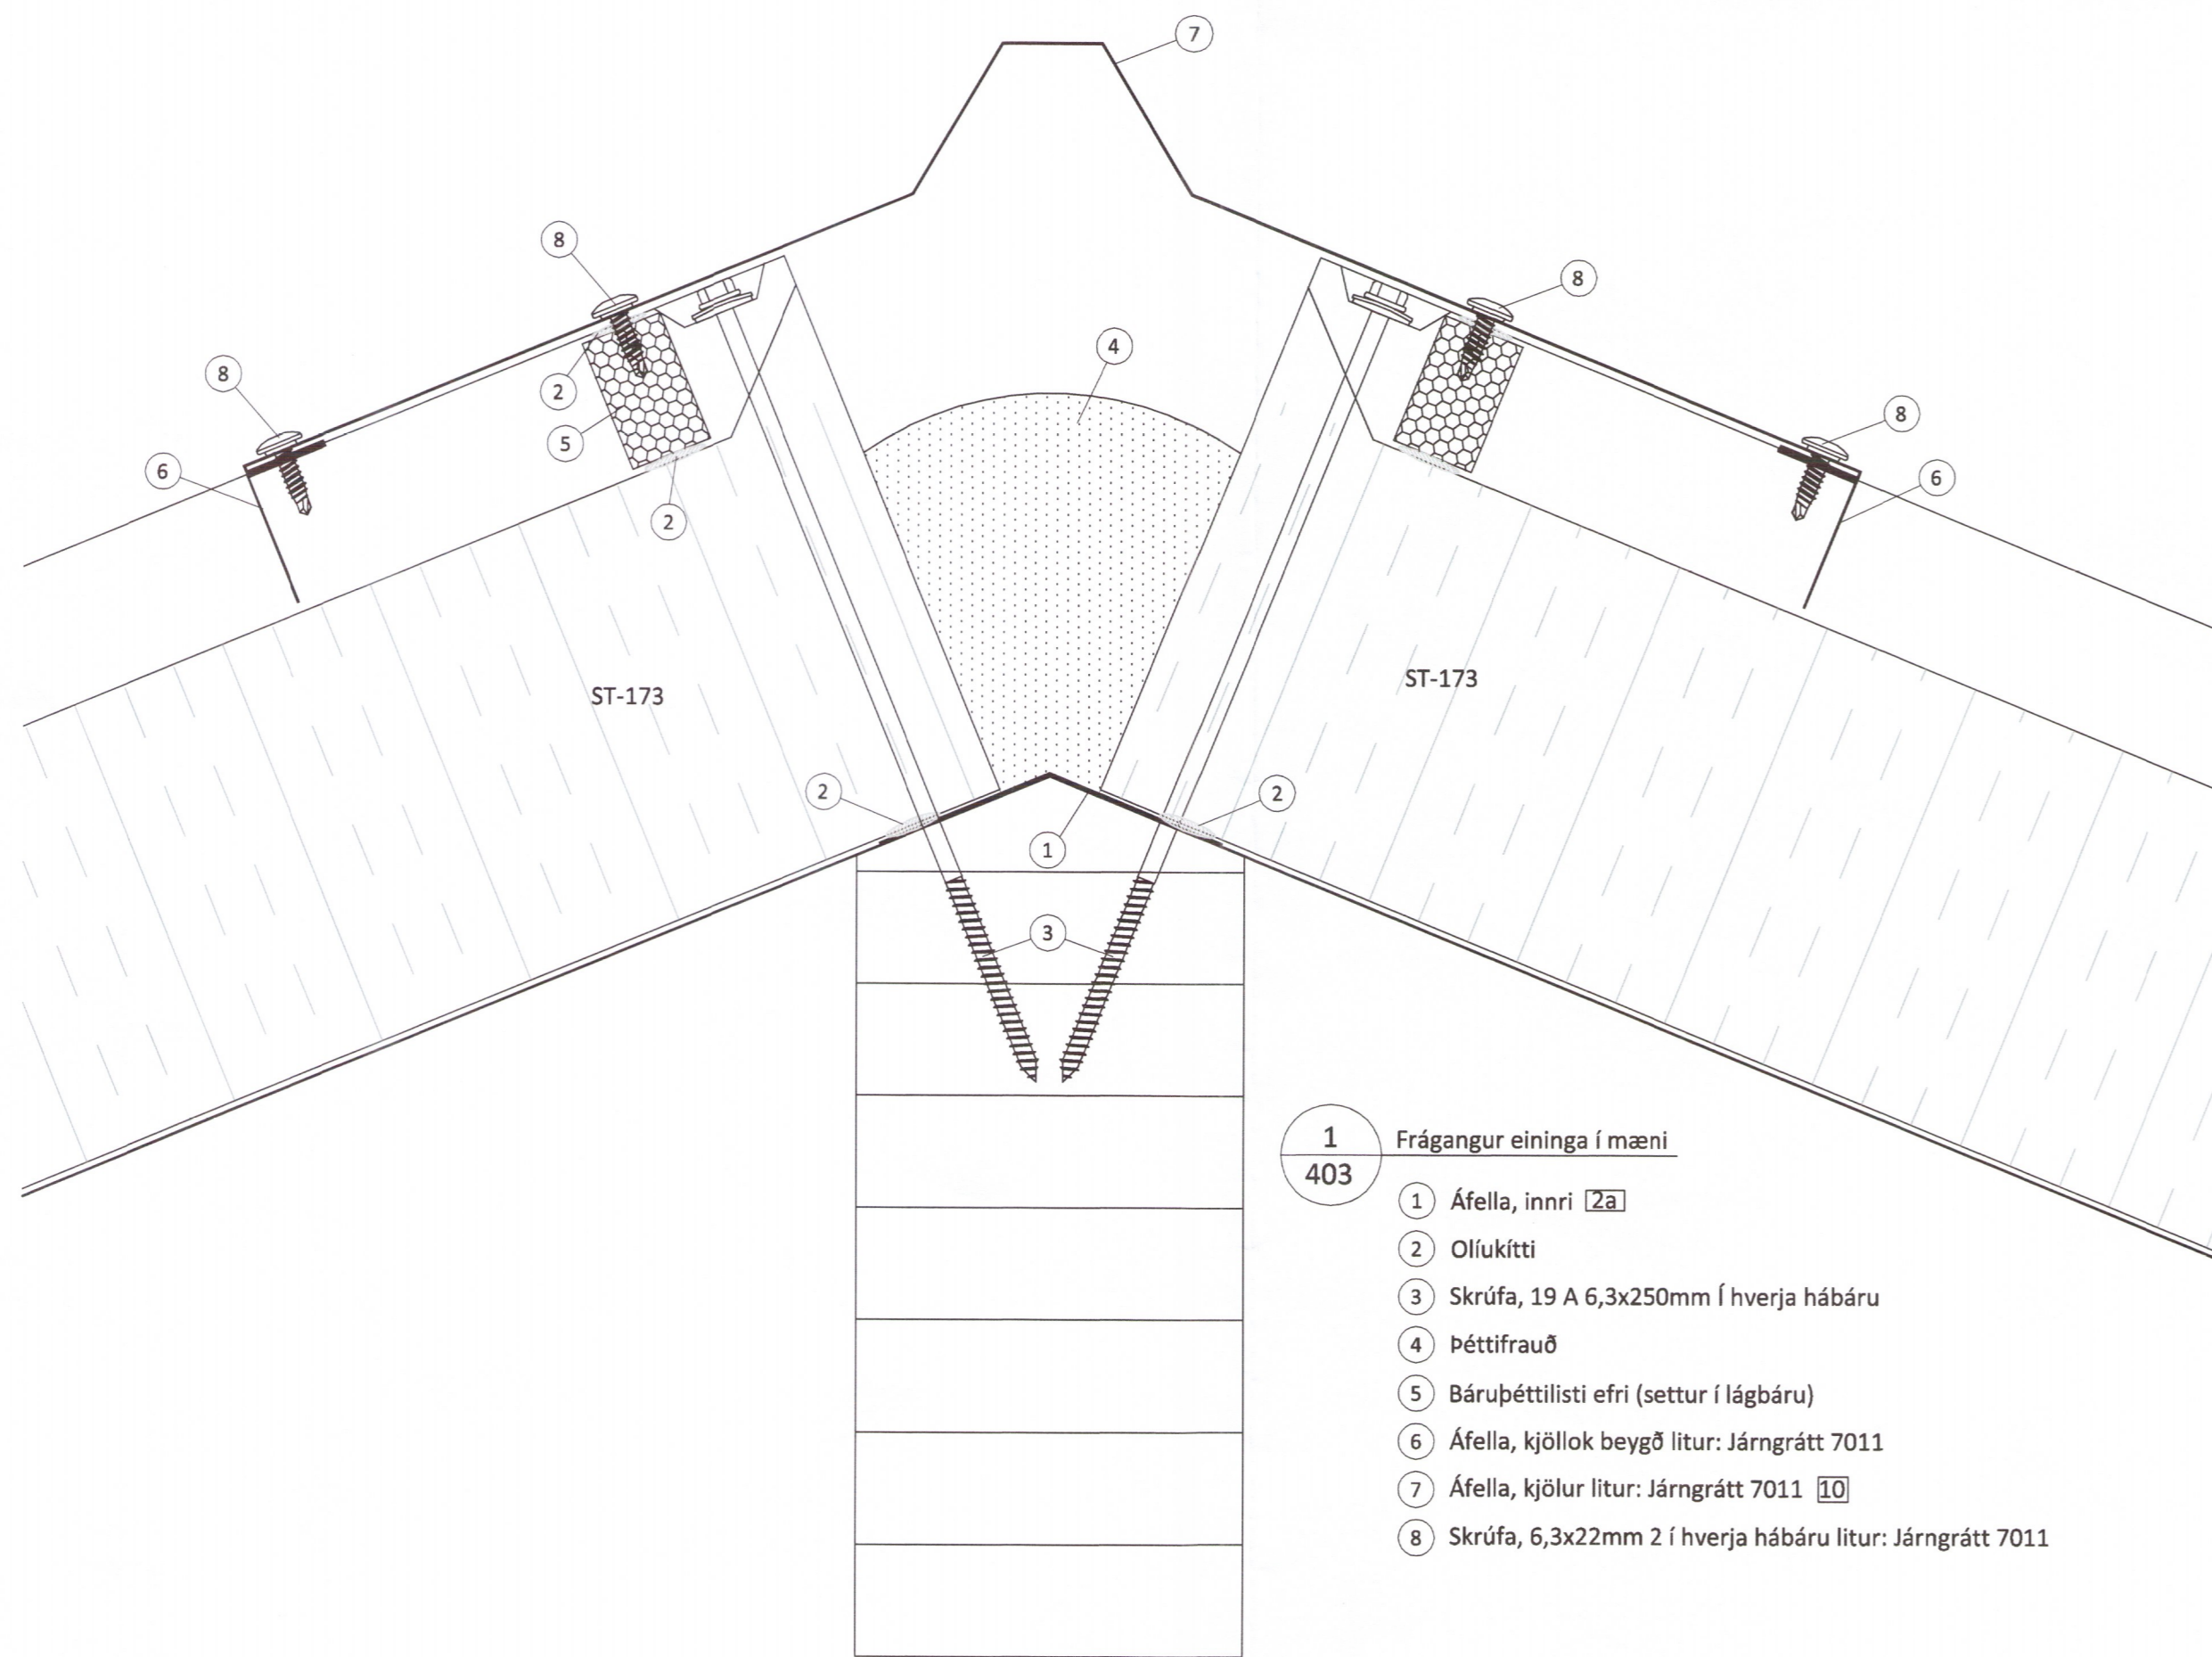 7
8
8
4
8
2
8
5
6
6
2
ST-173
ST-173
2
2
1
3
1
403
Frágangur eininga í mæni
1 Áfella, innri 2a
2 Olíukítti
3 Skrúfa, 19 A 6,3x250mm Í hverja hábáru
4 Þéttifrauð
5 Báruþéttilisti efri (settur í lágbáru)
6 Áfella, kjöllok beygð litur: Járngrátt 7011
7 Áfella, kjölur litur: Járngrátt 7011 10
8 Skrúfa, 6,3x22mm 2 í hverja hábáru litur: Járngrátt 7011